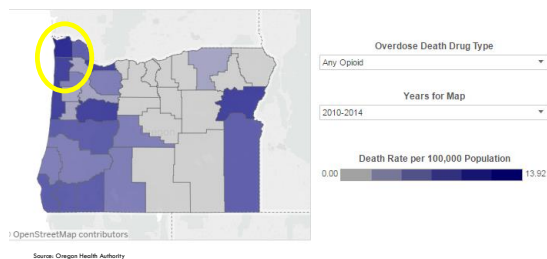 Overdose Death Drug Type
Any Opioid
Years for Map
2010-2014
Death Rate per 100,000 Population
0.00 13.92
OpenStreetMap contributors
Source: Oregon Health Authority